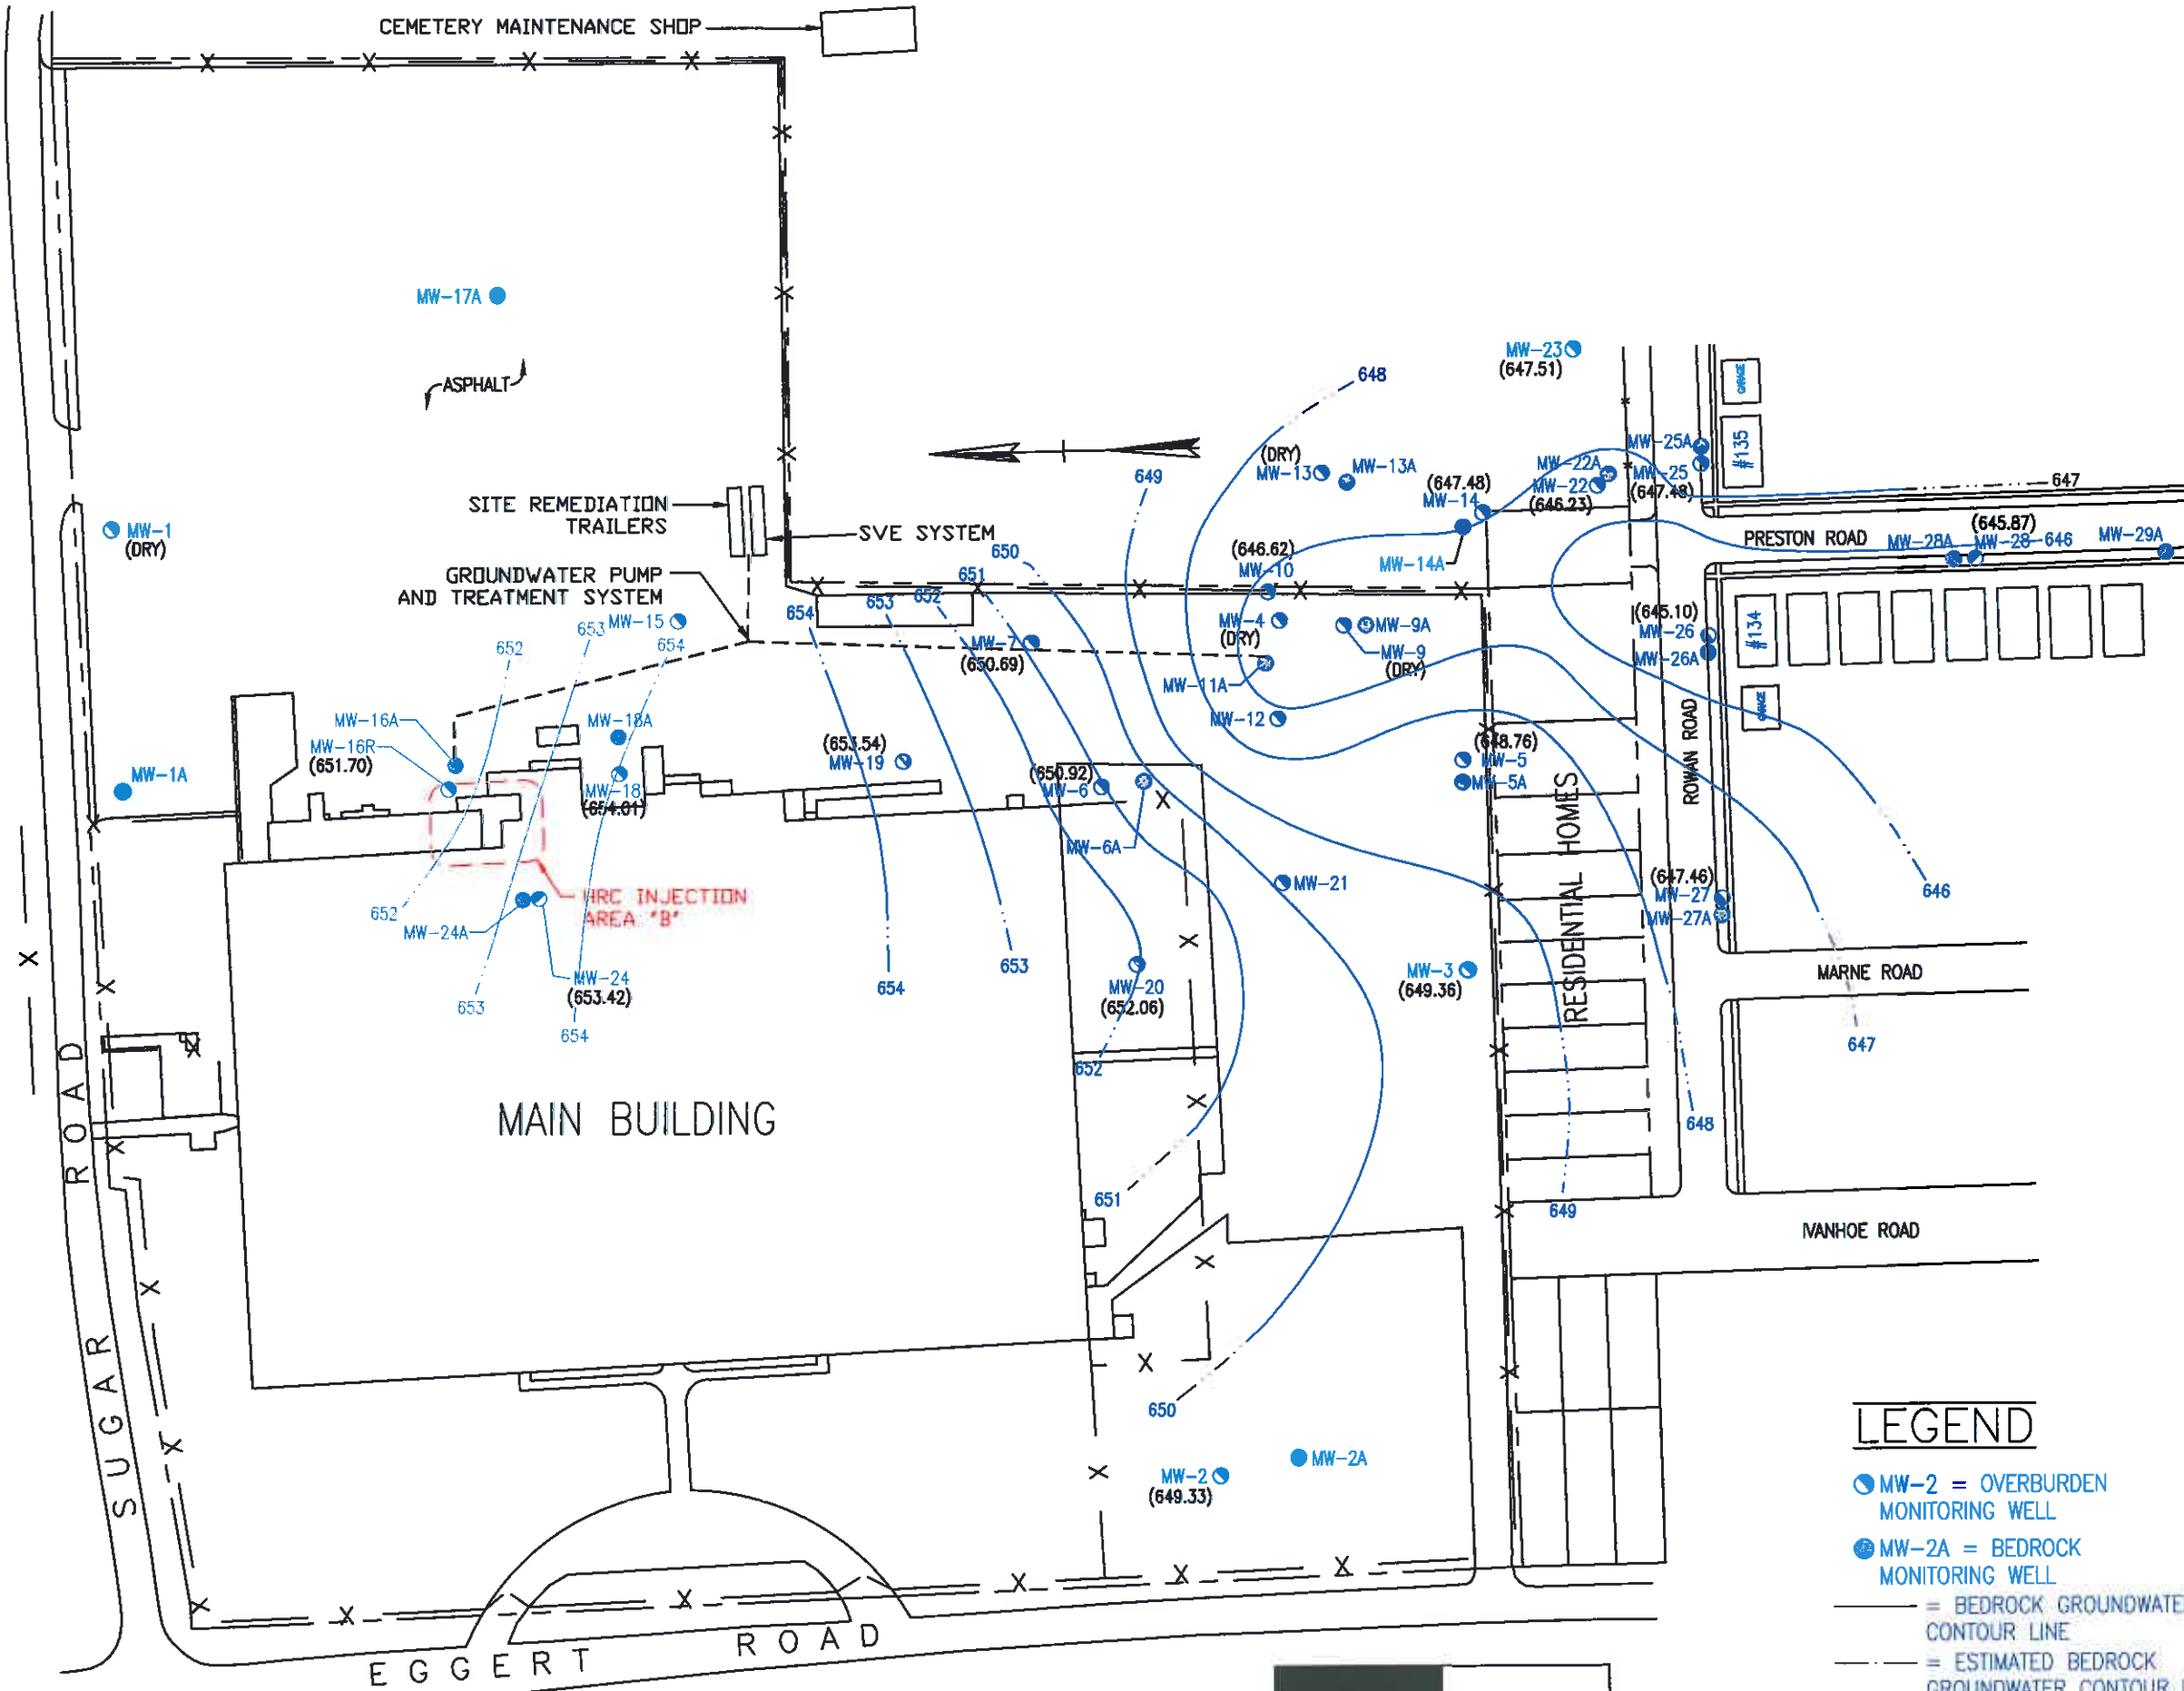 CEMETERY MAINTENANCE SHOP
MW-17A
ASPHALT
MW-23
(647.51)
648
(DRY)
MW-13
MW-13A
649
(647.48)
MW-14
MW-14A
MW-22A
MW-22
(646.23)
MW-25A
MW-25
(647.48)
GARAGE
#135
647
PRESTON ROAD
(645.87)
MW-28A
MW-28
646
MW-29A
SITE REMEDIATION
TRAILERS
SVE SYSTEM
MW-1
(DRY)
GROUNDWATER PUMP
AND TREATMENT SYSTEM
650
651
652
653
654
(646.62)
MW-10
MW-4
(DRY)
MW-9A
MW-9
(DRY)
MW-11A
MW-12
(645.10)
MW-26
MW-26A
#134
GARAGE
652
653
MW-15
654
MW-7
(650.69)
MW-16A
MW-16R
(651.70)
MW-18A
MW-18
(654.01)
MW-19
(650.92)
MW-6
MW-6A
(648.76)
MW-5
MW-5A
MW-1A
ROWAN ROAD
RESIDENTIAL HOMES
HRC INJECTION
AREA "B"
652
MW-24A
MW-24
(653.42)
653
654
654
653
MW-21
MW-20
(652.06)
652
MW-3
(649.36)
(647.46)
MW-27
MW-27A
646
MARNE ROAD
647
648
649
651
650
IVANHOE ROAD
MAIN BUILDING
MW-2
(649.33)
MW-2A
SUGAR ROAD
EGGERT ROAD
LEGEND
MW-2 = OVERBURDEN
MONITORING WELL
MW-2A = BEDROCK
MONITORING WELL
= BEDROCK GROUNDWATE
CONTOUR LINE
= ESTIMATED BEDROCK
GROUNDWATER CONTOUR